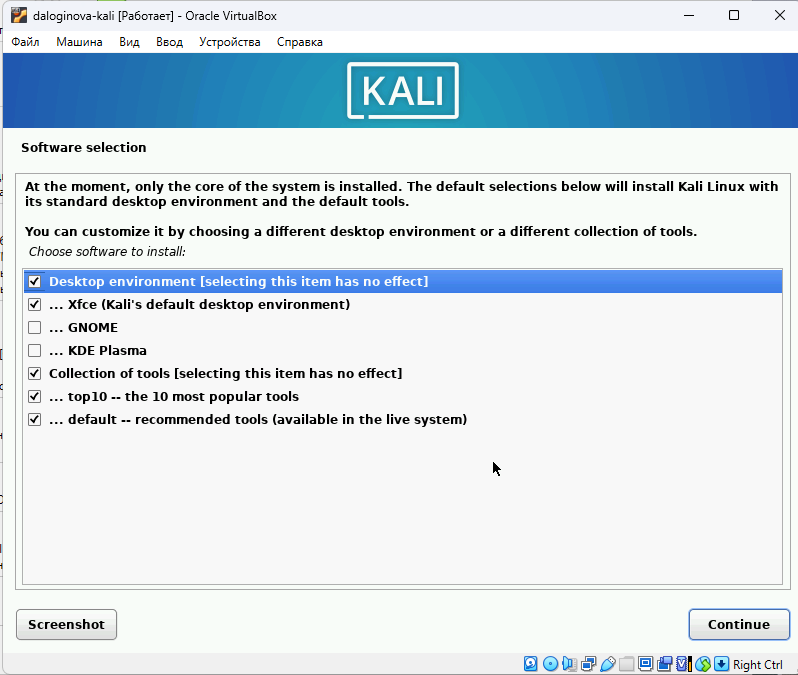 daloginova-kali [Работает] - Oracle VirtualBox
Файл Машина Вид Ввод Устройства Справка
KALI
Software selection
At the moment, only the core of the system is installed. The default selections below will install Kali Linux with
its standard desktop environment and the default tools.
You can customize it by choosing a different desktop environment or a different collection of tools.
Choose software to install:
Desktop environment [selecting this item has no effect]
... Xfce (Kali's default desktop environment)
... GNOME
... KDE Plasma
Collection of tools [selecting this item has no effect]
... top10 -- the 10 most popular tools
... default -- recommended tools (available in the live system)
Screenshot
Continue
Right Ctrl